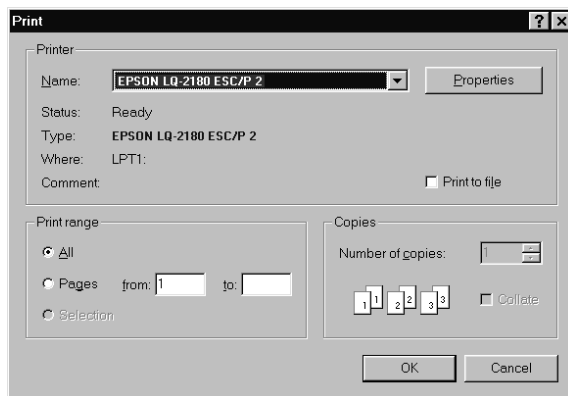 Print
Printer
Name: EPSON LQ-2180 ESC/P 2 Properties
Status: Ready
Type: EPSON LQ-2180 ESC/P 2
Where: LPT1:
Comment: Print to file
Print range
All
Pages from: 1 to:
Selection
Copies
Number of copies: 1
1 1 2 2 3 3 Collate
OK Cancel